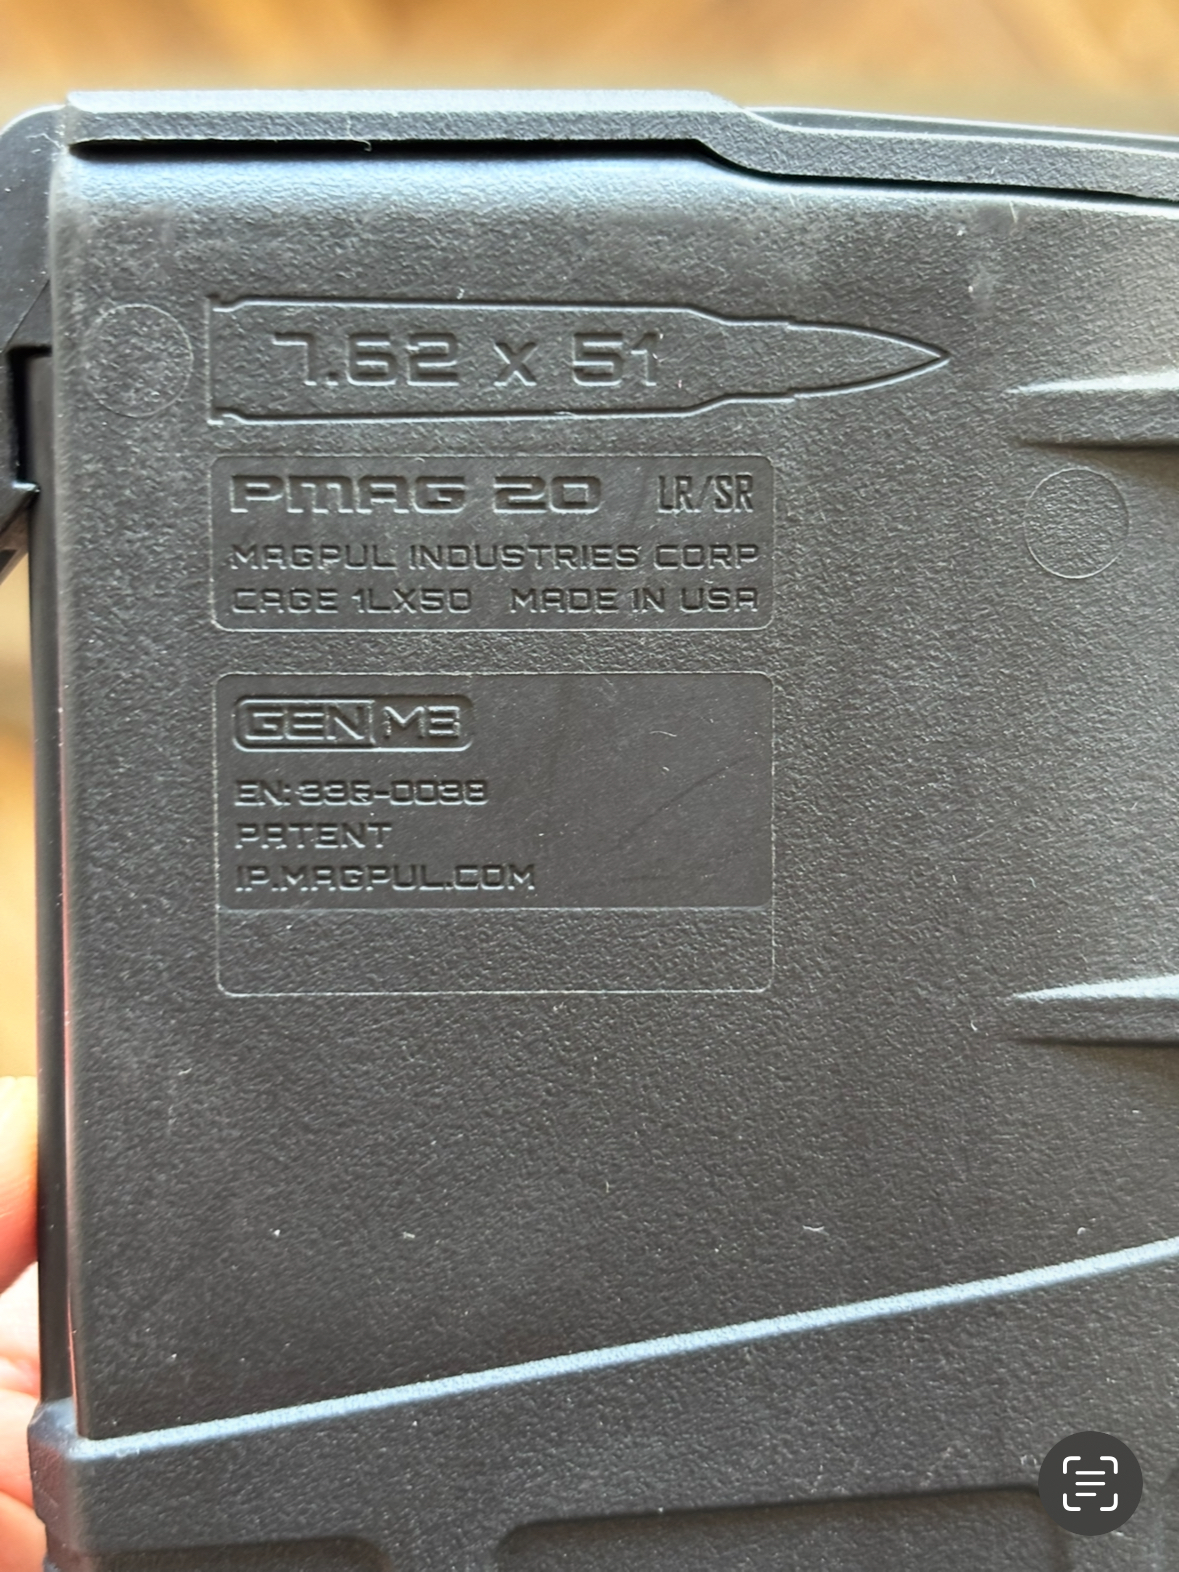 7.62 x 51
PMAG 20 LR/SR
MAGPUL INDUSTRIES CORP
CAGE 1LX50 MADE IN USA
GEN M3
EN: 336-0038
PATENT
IP.MAGPUL.COM